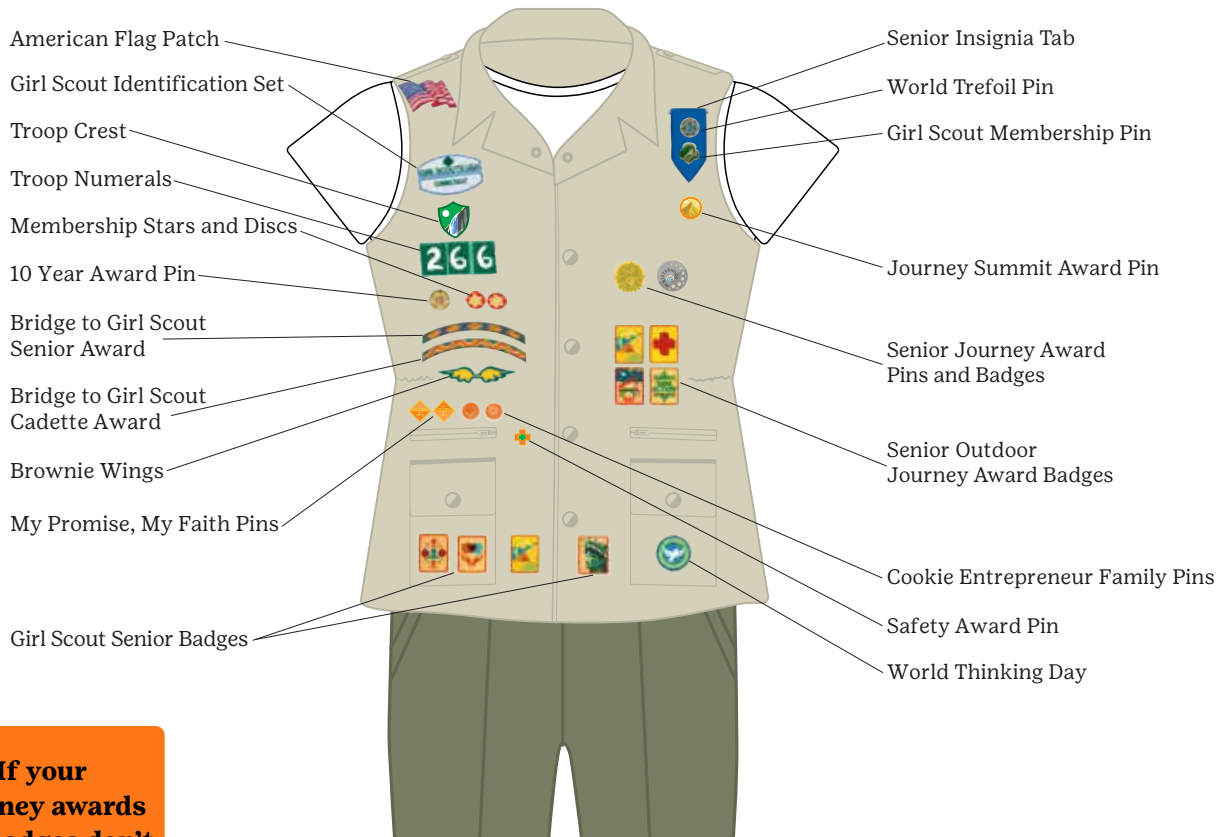 American Flag Patch
Girl Scout Identification Set
Troop Crest
Troop Numerals
Membership Stars and Discs
10 Year Award Pin
Bridge to Girl Scout
Senior Award
Bridge to Girl Scout
Cadette Award
Brownie Wings
My Promise, My Faith Pins
Girl Scout Senior Badges
266
Senior Insignia Tab
World Trefoil Pin
Girl Scout Membership Pin
Journey Summit Award Pin
Senior Journey Award
Pins and Badges
Senior Outdoor
Journey Award Badges
Cookie Entrepreneur Family Pins
Safety Award Pin
World Thinking Day
If your
ney awards